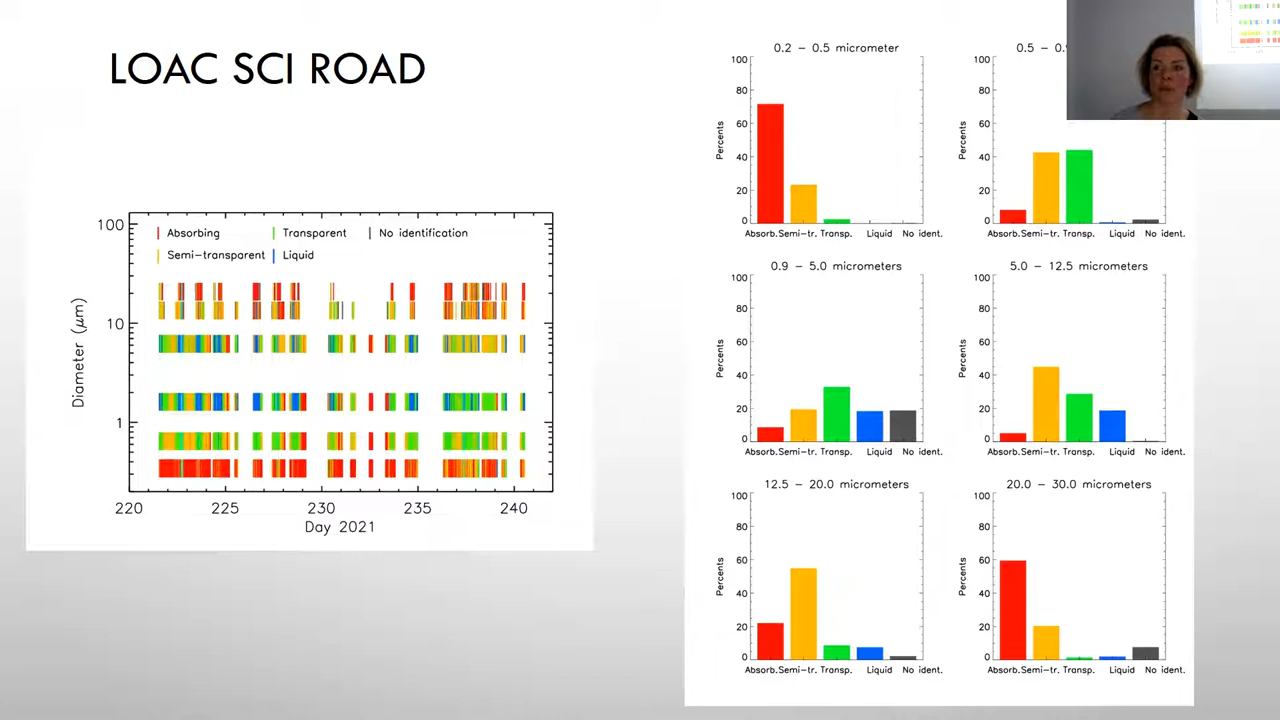 LOAC SCI ROAD
100
10
1
Diameter (μm)
Absorbing
Transparent
No identification
Semi-transparent
Liquid
220 225 230 235 240
Day 2021
0.2 – 0.5 micrometer
100
80
60
40
20
0
Percents
Absorb. Semi-tr. Transp. Liquid No ident.
100
80
60
40
20
0
Percents
Absorb. Semi-tr. Transp. Liquid No ident.
0.9 – 5.0 micrometers
100
80
60
40
20
0
Percents
Absorb. Semi-tr. Transp. Liquid No ident.
5.0 – 12.5 micrometers
100
80
60
40
20
0
Percents
Absorb. Semi-tr. Transp. Liquid No ident.
12.5 – 20.0 micrometers
100
80
60
40
20
0
Percents
Absorb. Semi-tr. Transp. Liquid No ident.
20.0 – 30.0 micrometers
100
80
60
40
20
0
Percents
Absorb. Semi-tr. Transp. Liquid No ident.